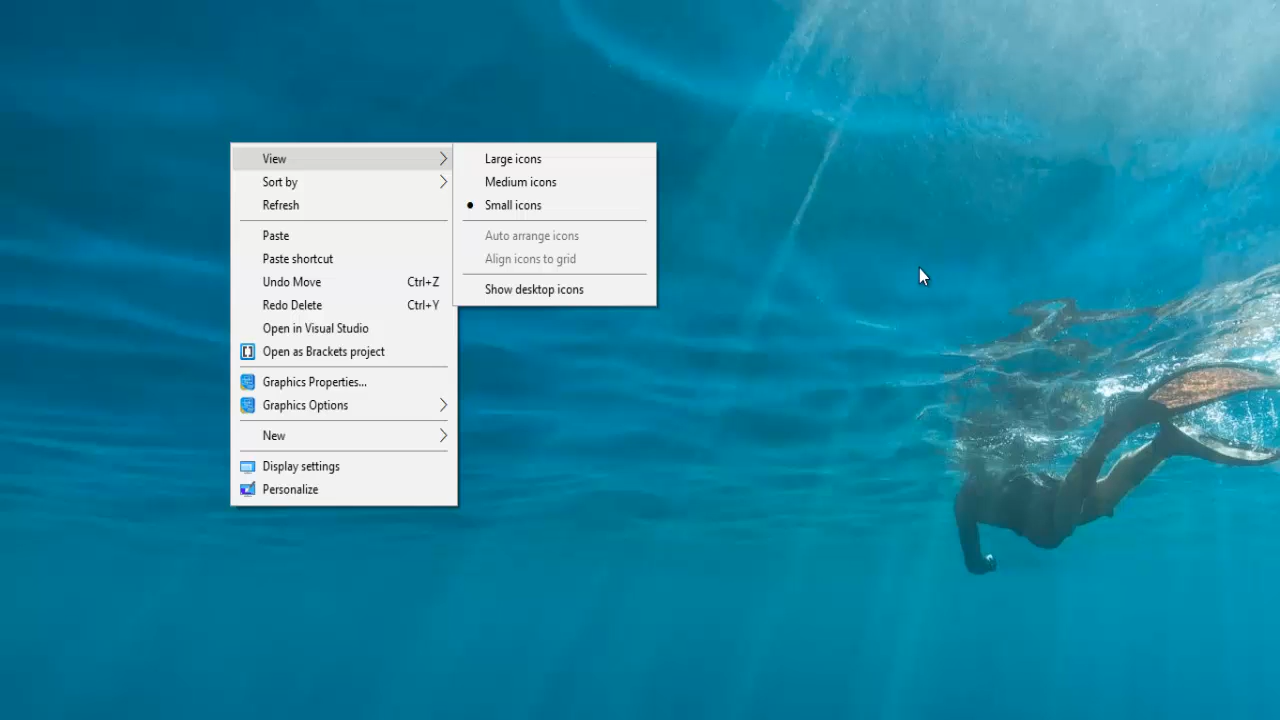 View
Sort by
Refresh
Paste
Paste shortcut
Undo Move Ctrl+Z
Redo Delete Ctrl+Y
Open in Visual Studio
Open as Brackets project
Graphics Properties...
Graphics Options
New
Display settings
Personalize
Large icons
Medium icons
Small icons
Auto arrange icons
Align icons to grid
Show desktop icons